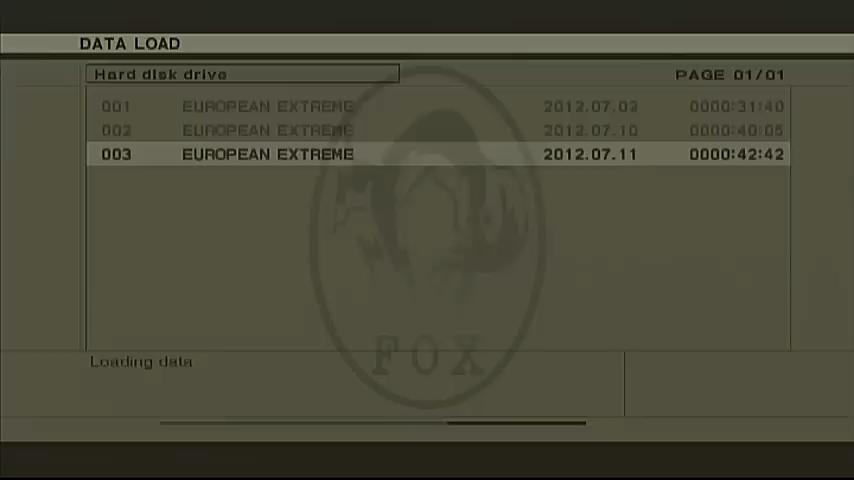 DATA LOAD
Hard disk drive PAGE 01/01
001 EUROPEAN EXTREME 2012.07.03 0000:31:40
002 EUROPEAN EXTREME 2012.07.10 0000:40:05
003 EUROPEAN EXTREME 2012.07.11 0000:42:42
FOX
Loading data